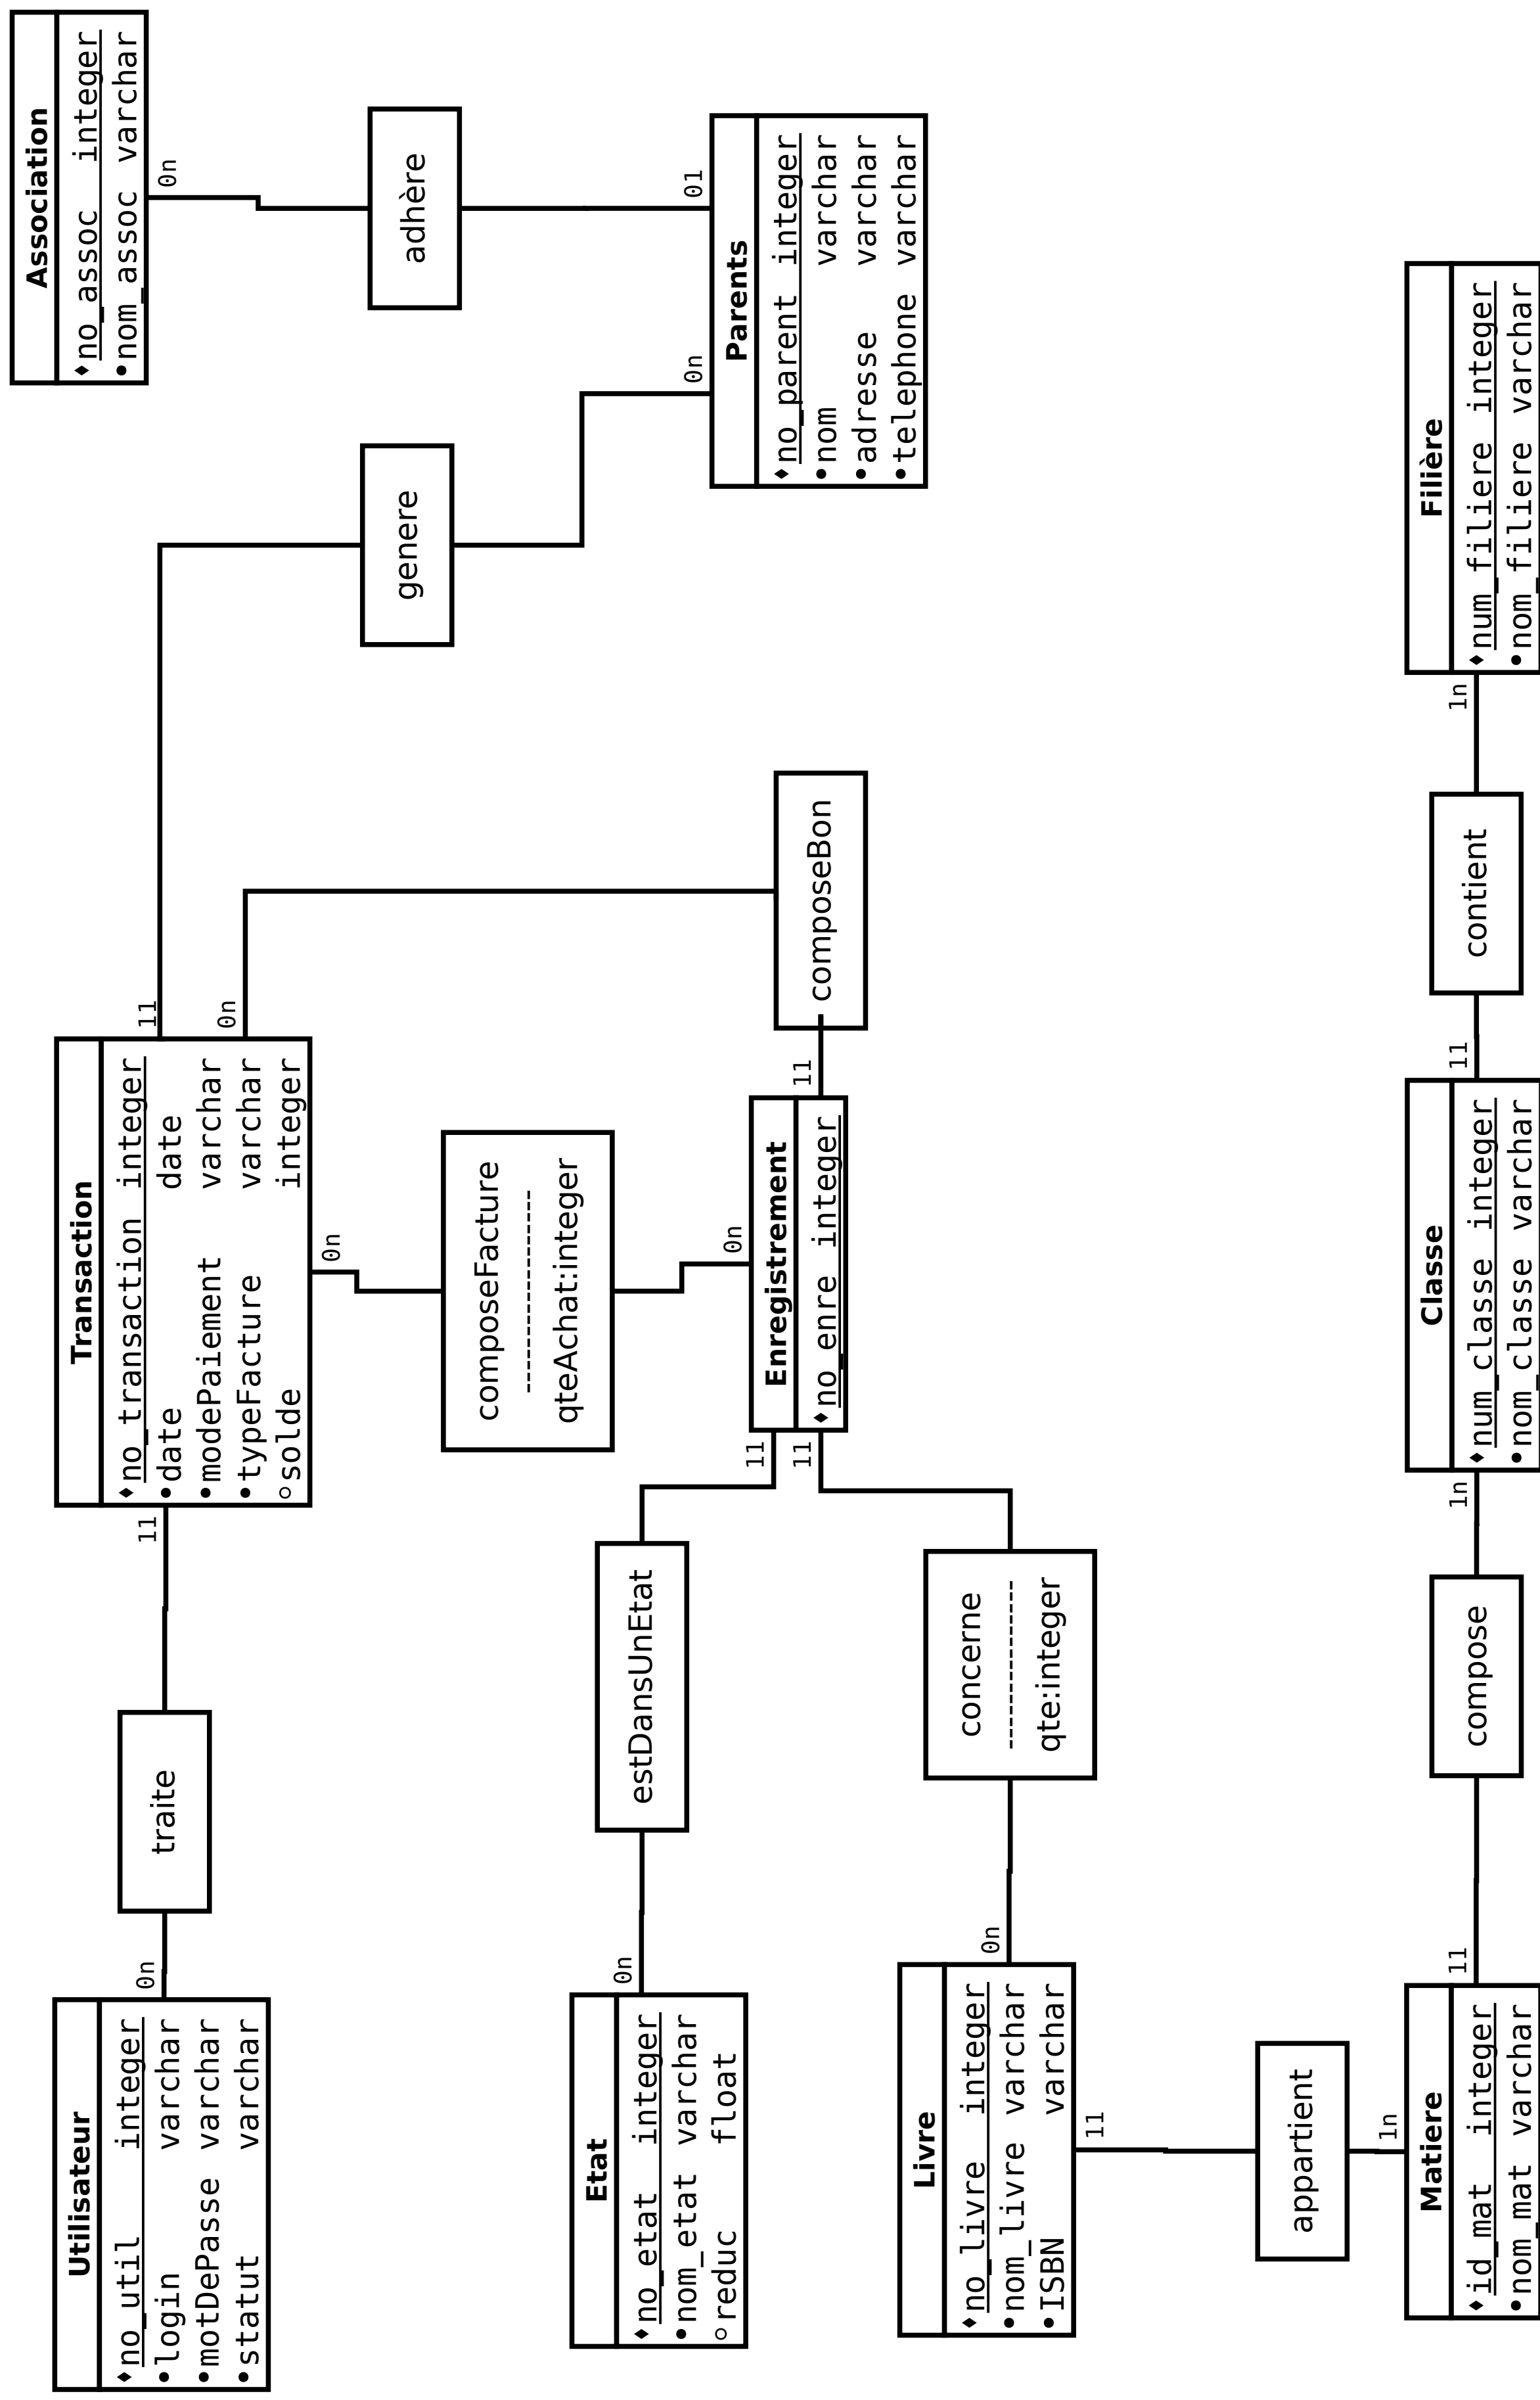 Utilisateur
no_util integer
login varchar
motDePasse varchar
statut varchar
0n
traite
11
Transaction
no_transaction integer
date date
modePaiement varchar
typeFacture varchar
solde integer
11
0n
0n
genere
Association
no_assoc integer
nom_assoc varchar
0n
adhère
01
0n
Parents
no_parent integer
nom varchar
adresse varchar
telephone varchar
composeFacture
----------------------
qteAchat:integer
0n
composeBon
11
Enregistrement
no_enre integer
11
11
Etat
no_etat integer
nom_etat varchar
reduc float
0n
estDansUnEtat
Livre
no_livre integer
nom_livre varchar
ISBN varchar
0n
concerne
------------------
qte:integer
11
appartient
1n
Matiere
id_mat integer
nom_mat varchar
11
compose
1n
Classe
num_classe integer
nom_classe varchar
11
contient
1n
Filière
num_filiere integer
nom_filiere varchar